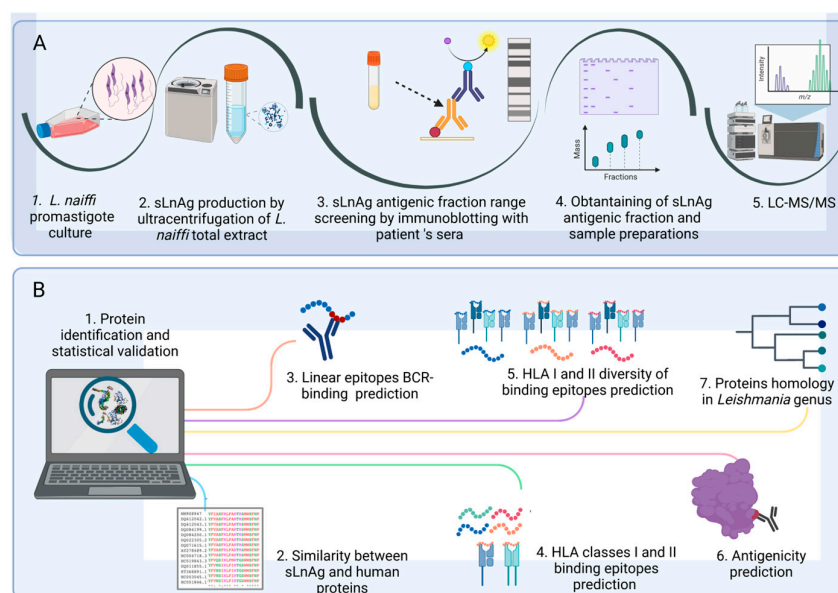 A
1. L. naiffi
promastigote
culture
2. sLnAg production by
ultracentrifugation of L.
naiffi total extract
3. sLnAg antigenic fraction range
screening by immunoblotting with
patient 's sera
Mass
Fractions
4. Obtantaining of sLnAg
antigenic fraction and
sample preparations
Intensity
m/z
5. LC-MS/MS
B
1. Protein
identification and
statistical validation
3. Linear epitopes BCR-
binding prediction
5. HLA I and II diversity of
binding epitopes prediction
7. Proteins homology
in Leishmania genus
2. Similarity between
sLnAg and human
proteins
4. HLA classes I and II
binding epitopes
prediction
6. Antigenicity
prediction